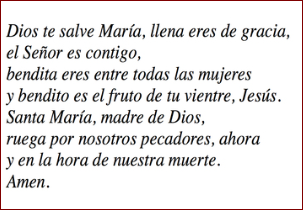 Dios te salve María, llena eres de gracia,
el Señor es contigo,
bendita eres entre todas las mujeres
y bendito es el fruto de tu vientre, Jesús.
Santa María, madre de Dios,
ruega por nosotros pecadores, ahora
y en la hora de nuestra muerte.
Amen.